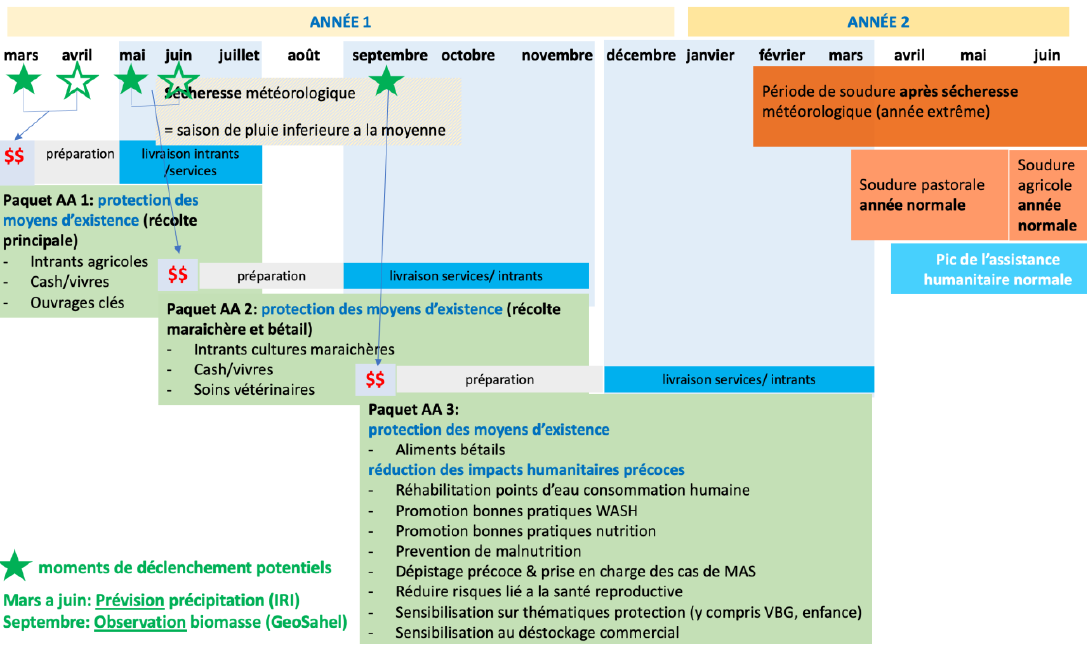 ANNÉE 1
ANNÉE 2
mars avril mai juin juillet août septembre octobre novembre décembre janvier février mars avril mai juin
Sécheresse météorologique
= saison de pluie inferieure a la moyenne
Période de soudure après sécheresse
météorologique (année extrême)
$$
préparation
livraison intrants
/services
Soudure pastorale
année normale
Soudure
agricole
année
normale
Pic de l'assistance
humanitaire normale
Paquet AA 1: protection des
moyens d'existence (récolte
principale)
- Intrants agricoles
- Cash/vivres
- Ouvrages clés
$$
préparation
livraison services/ intrants
Paquet AA 2: protection des moyens d'existence (récolte
maraichère et bétail)
- Intrants cultures maraichères
- Cash/vivres
- Soins vétérinaires
$$
préparation
livraison services/ intrants
Paquet AA 3:
protection des moyens d'existence
- Aliments bétails
réduction des impacts humanitaires précoces
- Réhabilitation points d'eau consommation humaine
- Promotion bonnes pratiques WASH
- Promotion bonnes pratiques nutrition
- Prevention de malnutrition
- Dépistage précoce & prise en charge des cas de MAS
- Réduire risques lié a la santé reproductive
- Sensibilisation sur thématiques protection (y compris VBG, enfance)
- Sensibilisation au déstockage commercial
moments de déclenchement potentiels
Mars a juin: Prévision précipitation (IRI)
Septembre: Observation biomasse (GeoSahel)